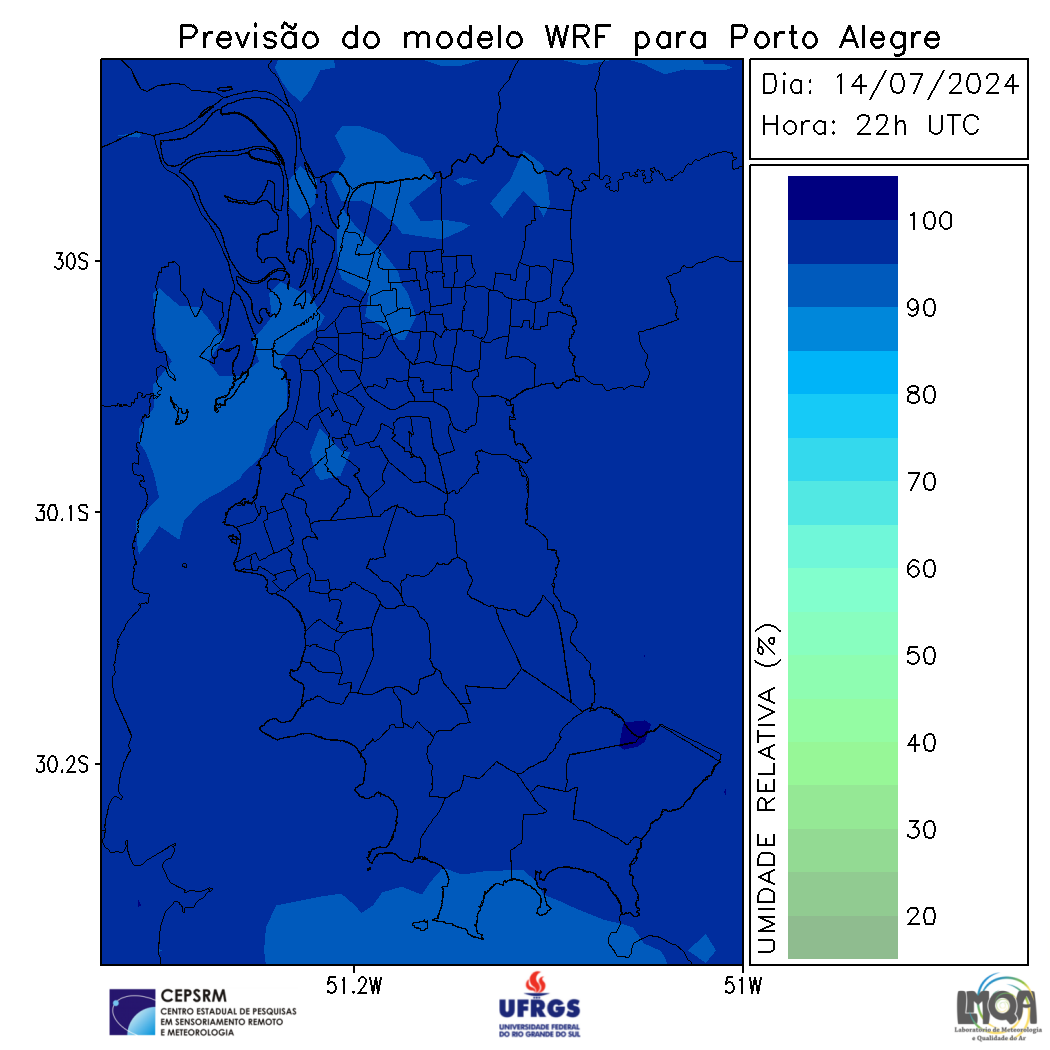 Previsão do modelo WRF para Porto Alegre
Dia: 14/07/2024
Hora: 22h UTC
30S
30.1S
30.2S
51.2W
51W
100
90
80
70
60
50
40
30
20
UMIDADE RELATIVA (%)
CEPSRM
CENTRO ESTADUAL DE PESQUISAS
EM SENSORIAMENTO REMOTO
E METEOROLOGIA
UFRGS
UNIVERSIDADE FEDERAL
DO RIO GRANDE DO SUL
LMQA
Laboratório de Meteorologia
e Qualidade do Ar